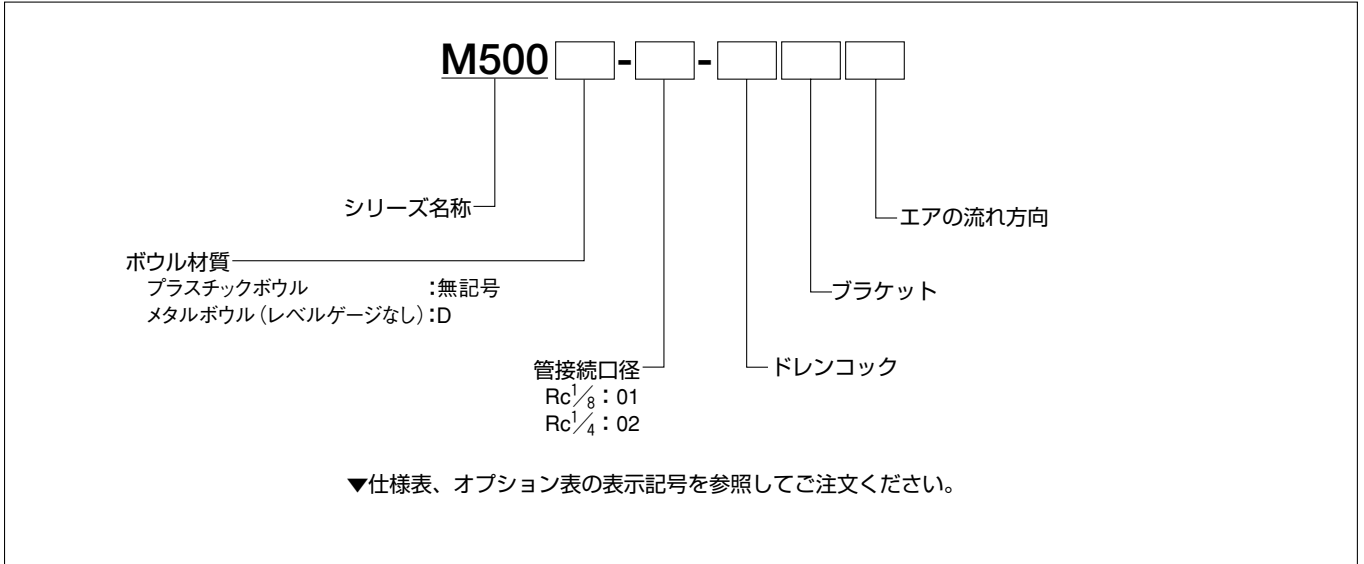 M500 - -
シリーズ名称
エアの流れ方向
ボウル材質
プラスチックボウル :無記号
メタルボウル(レベルゲージなし):D
ブラケット
管接続口径
Rc1/8:01
Rc1/4:02
ドレンコック
▼仕様表、オプション表の表示記号を参照してご注文ください。